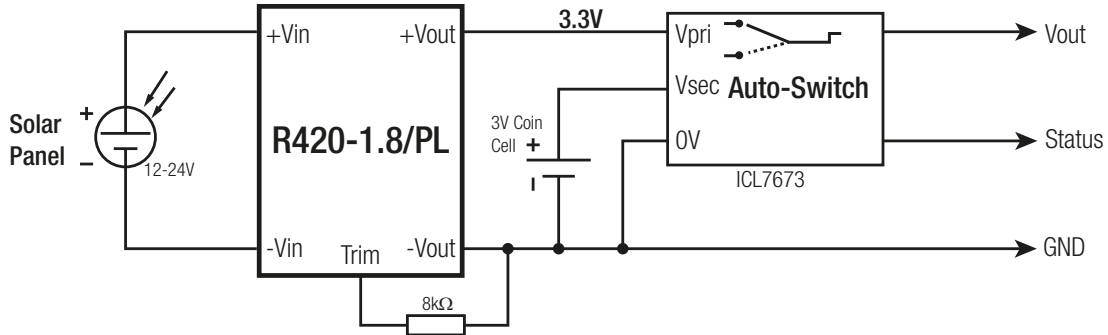 +Vin
+Vout
3.3V
Vpri
Vout
Vsec
Auto-Switch
+
Solar
Panel
–
12-24V
R420-1.8/PL
3V Coin
Cell
+
–
0V
Status
ICL7673
-Vin
Trim
-Vout
GND
8kΩ